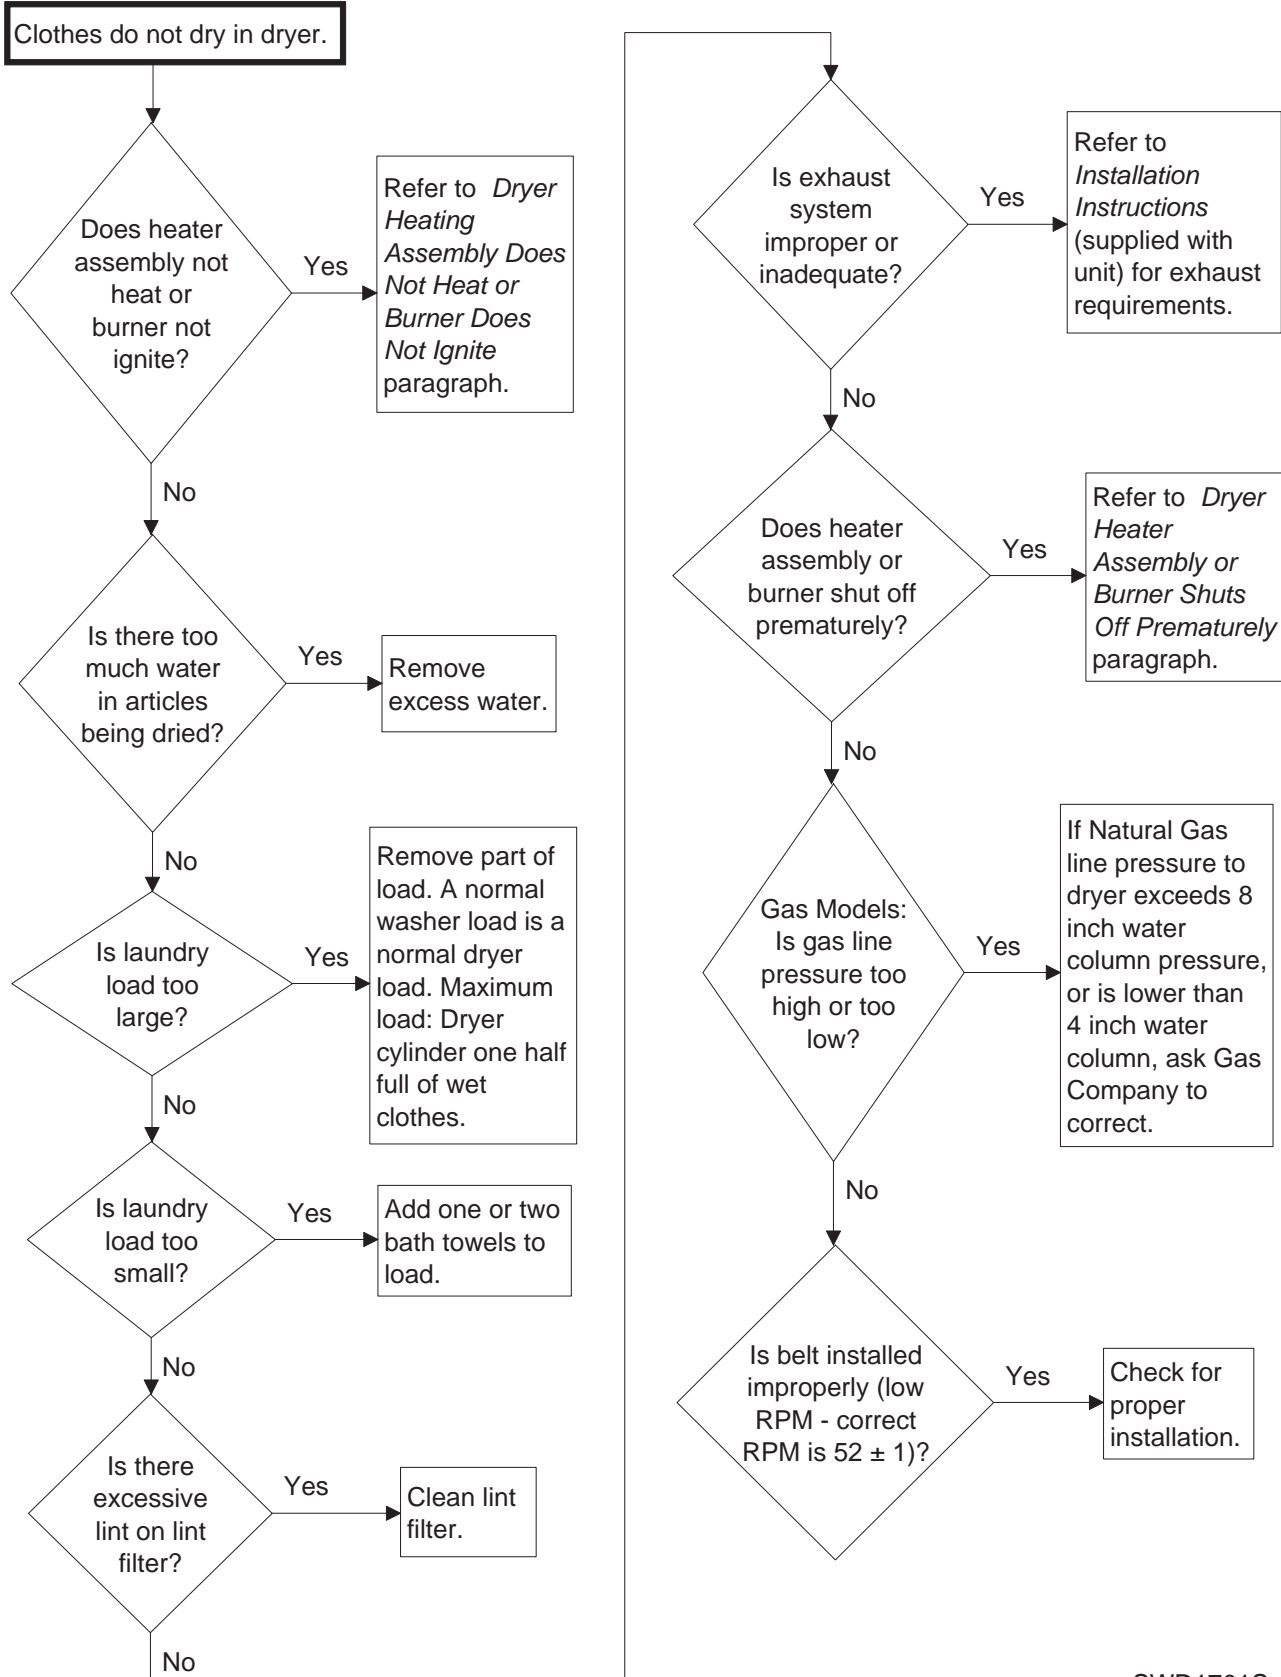 Clothes do not dry in dryer.
Does heater
assembly not
heat or
burner not
ignite?
Yes
Refer to Dryer
Heating
Assembly Does
Not Heat or
Burner Does
Not Ignite
paragraph.
No
Is there too
much water
in articles
being dried?
Yes
Remove
excess water.
No
Is laundry
load too
large?
Yes
Remove part of
load. A normal
washer load is a
normal dryer
load. Maximum
load: Dryer
cylinder one half
full of wet
clothes.
No
Is laundry
load too
small?
Yes
Add one or two
bath towels to
load.
No
Is there
excessive
lint on lint
filter?
Yes
Clean lint
filter.
No
Is exhaust
system
improper or
inadequate?
Yes
Refer to
Installation
Instructions
(supplied with
unit) for exhaust
requirements.
No
Does heater
assembly or
burner shut off
prematurely?
Yes
Refer to Dryer
Heater
Assembly or
Burner Shuts
Off Prematurely
paragraph.
No
Gas Models:
Is gas line
pressure too
high or too
low?
Yes
If Natural Gas
line pressure to
dryer exceeds 8
inch water
column pressure,
or is lower than
4 inch water
column, ask Gas
Company to
correct.
No
Is belt installed
improperly (low
RPM - correct
RPM is 52 ± 1)?
Yes
Check for
proper
installation.